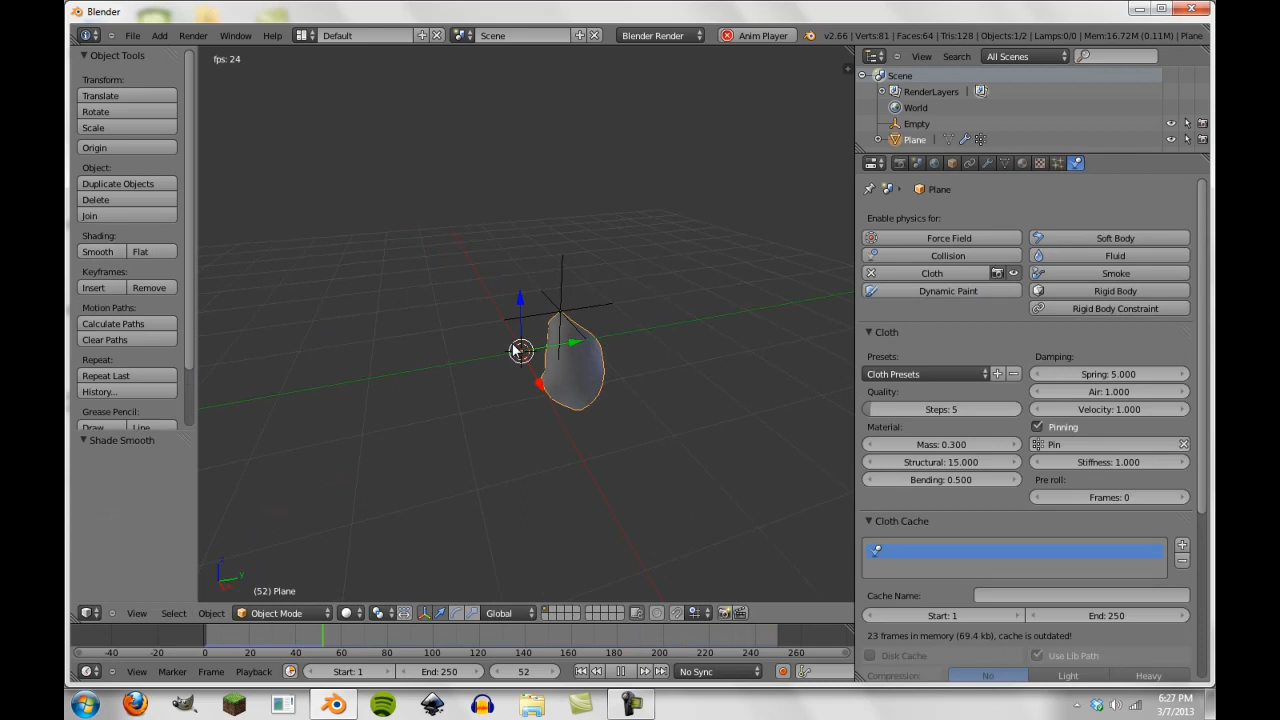 Blender
File Add Render Window Help Default Scene Blender Render Anim Player v2.66 | Verts:81 | Faces:64 | Tris:128 | Objects:1/2 | Lamps:0/0 | Mem:16.72M (0.11M) | Plane
Object Tools
Transform:
Translate
Rotate
Scale
Origin
Object:
Duplicate Objects
Delete
Join
Shading:
Smooth Flat
Keyframes:
Insert Remove
Motion Paths:
Calculate Paths
Clear Paths
Repeat:
Repeat Last
History...
Grease Pencil:
Draw Line
Shade Smooth
fps: 24
(52) Plane
View Select Object Object Mode Global
-40 -20 0 20 40 60 80 100 120 140 160 180 200 220 240 260
View Marker Frame Playback Start: 1 End: 250 52 No Sync
View Search All Scenes
Scene
RenderLayers |
World
Empty
Plane |
Plane
Enable physics for:
Force Field Soft Body
Collision Fluid
Cloth Smoke
Dynamic Paint Rigid Body
Rigid Body Constraint
Cloth
Presets: Damping:
Cloth Presets Spring: 5.000
Quality: Air: 1.000
Steps: 5 Velocity: 1.000
Material: Pinning
Mass: 0.300 Pin
Structural: 15.000 Stiffness: 1.000
Bending: 0.500 Pre roll:
Frames: 0
Cloth Cache
Cache Name:
Start: 1 End: 250
23 frames in memory (69.4 kb), cache is outdated!
Disk Cache Use Lib Path
Compression: No Light Heavy
6:27 PM
3/7/2013